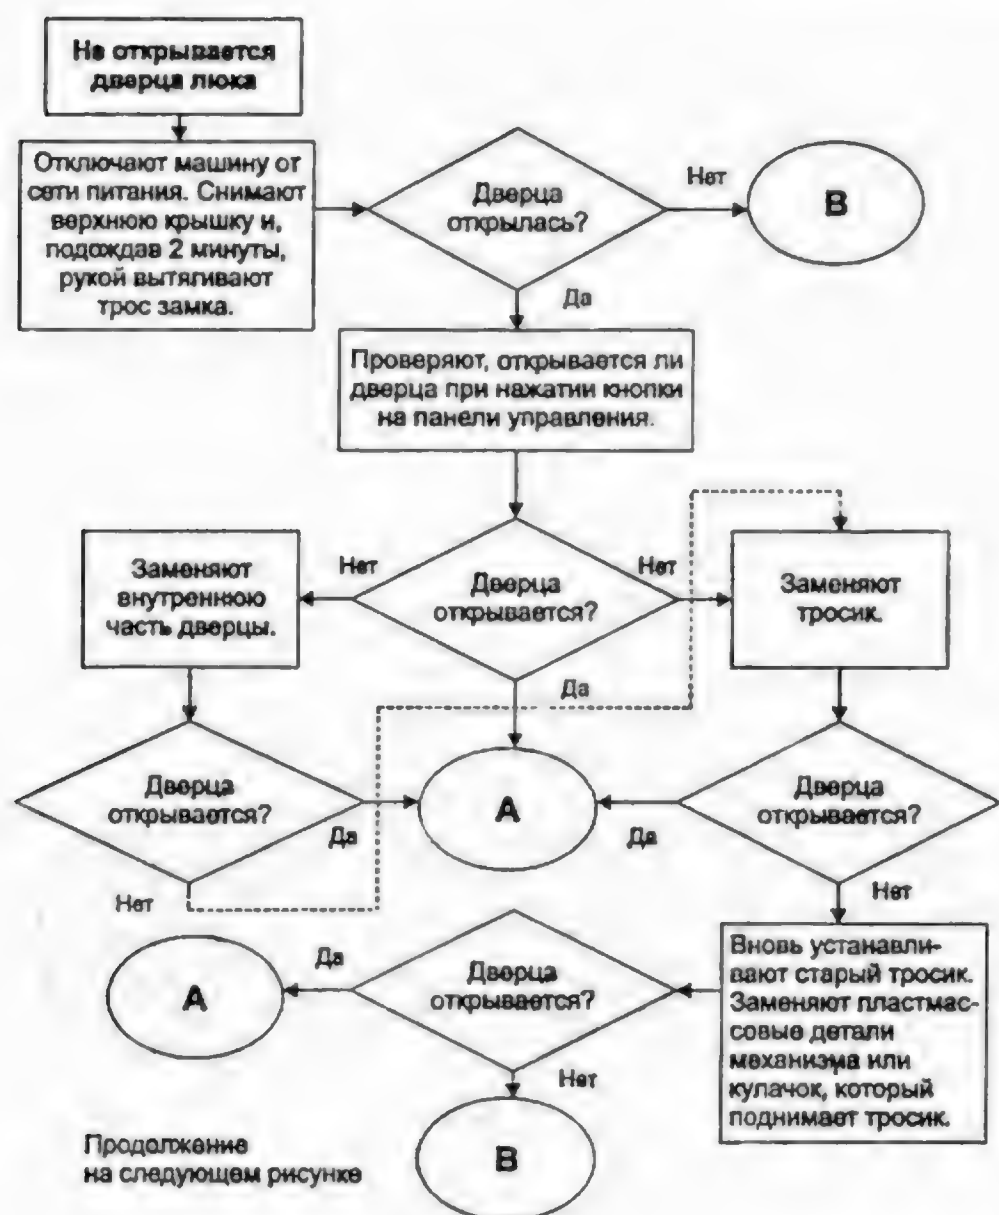 Не открывается
дверца люка
Отключают машину от
сети питания. Снимают
верхнюю крышку и,
подождав 2 минуты,
рукой вытягивают
трос замка.
Дверца
открылась?
Нет
В
Да
Проверяют, открывается ли
дверца при нажатии кнопки
на панели управления.
Заменяют
внутреннюю
часть дверцы.
Нет
Дверца
открывается?
Нет
Заменяют
тросик.
Да
Дверца
открывается?
Да
Нет
А
Дверца
открывается?
Да
Нет
А
Да
Дверца
открывается?
Вновь устанавли-
вают старый тросик.
Заменяют пластмас-
совые детали
механизма или
кулачок, который
поднимает тросик.
Нет
В
Продолжение
на следующем рисунке